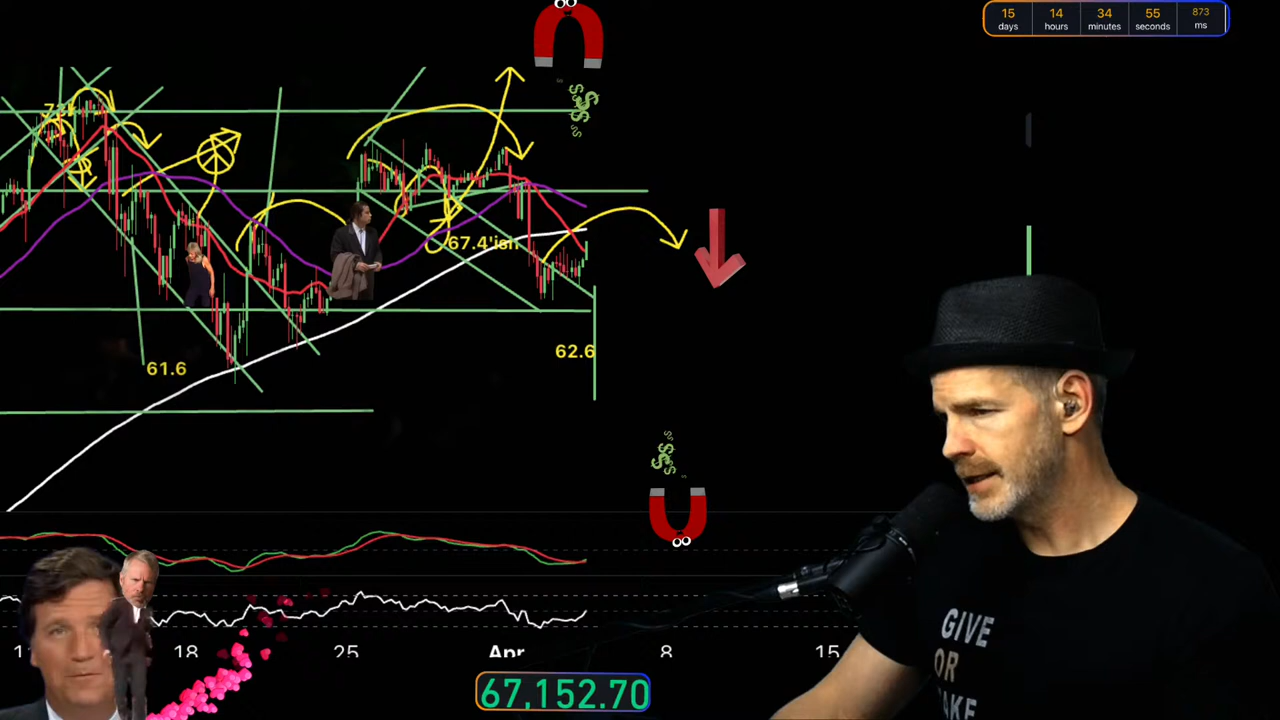 15 14 34 55 873
days hours minutes seconds ms
67.4'ish
62.6
61.6
18 25 Apr 8 15
67,152.70
GIVE
OR